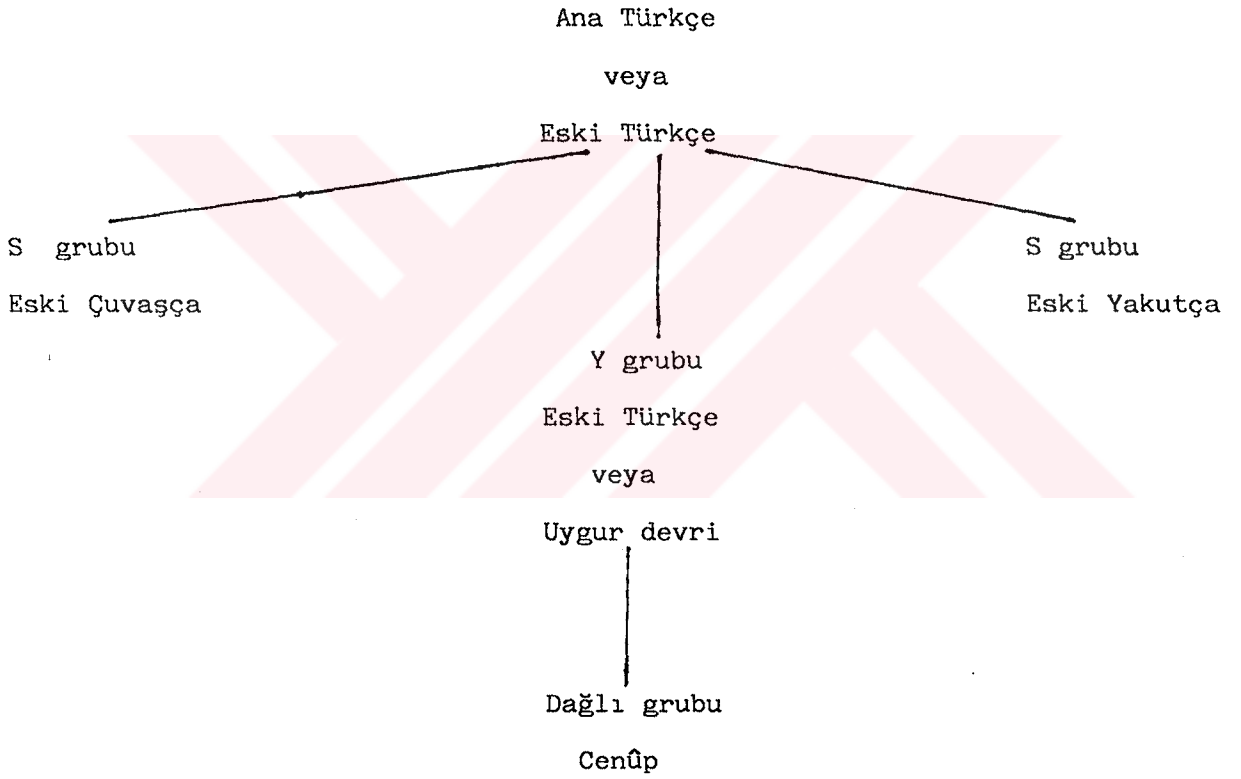 Ana Türkçe
veya
Eski Türkçe
S grubu
Eski Çuvaşça
S grubu
Eski Yakutça
Y grubu
Eski Türkçe
veya
Uygur devri
Dağlı grubu
Cenûp